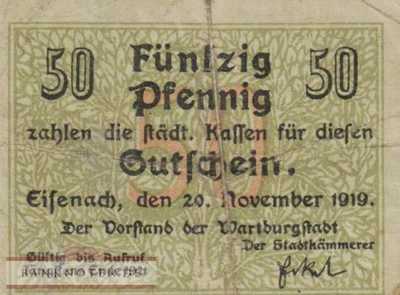 50 Fünfzig 50
Pfennig
zahlen die städt. Kassen für diesen
Gutschein.
Eisenach, den 20. November 1919.
Der Vorstand der Wartburgstadt
Der Stadtkämmerer
Gültig bis Aufruf